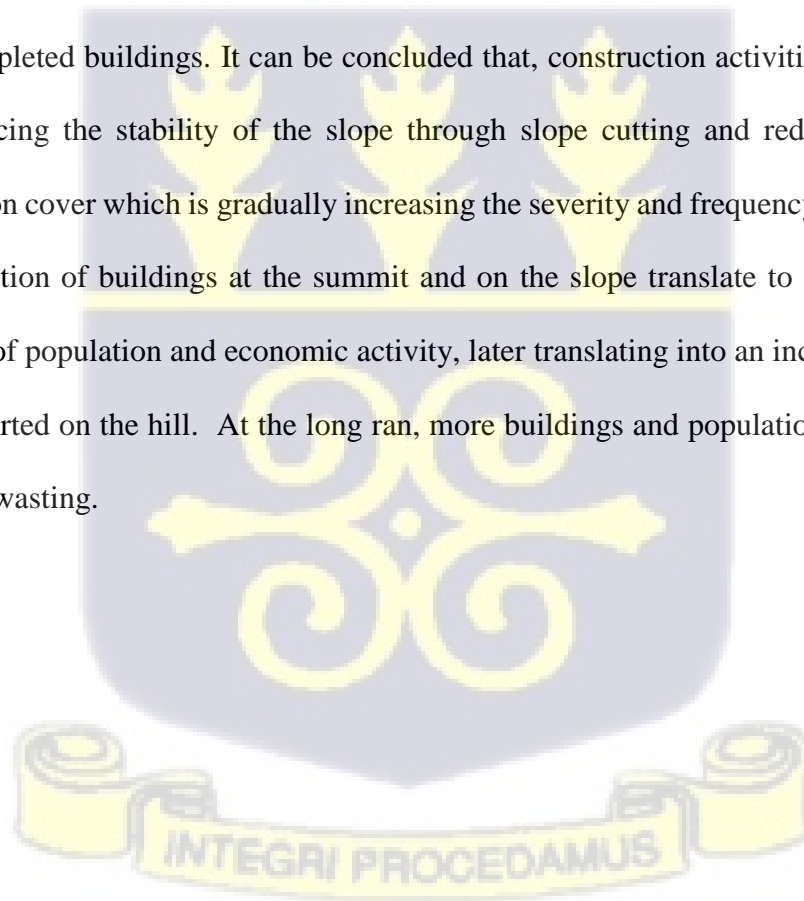 pleted buildings. It can be concluded that, construction activiti
cing the stability of the slope through slope cutting and red
on cover which is gradually increasing the severity and frequency
tion of buildings at the summit and on the slope translate to
of population and economic activity, later translating into an inc
rted on the hill. At the long ran, more buildings and populatio
wasting.
INTEGRI PROCEDAMUS